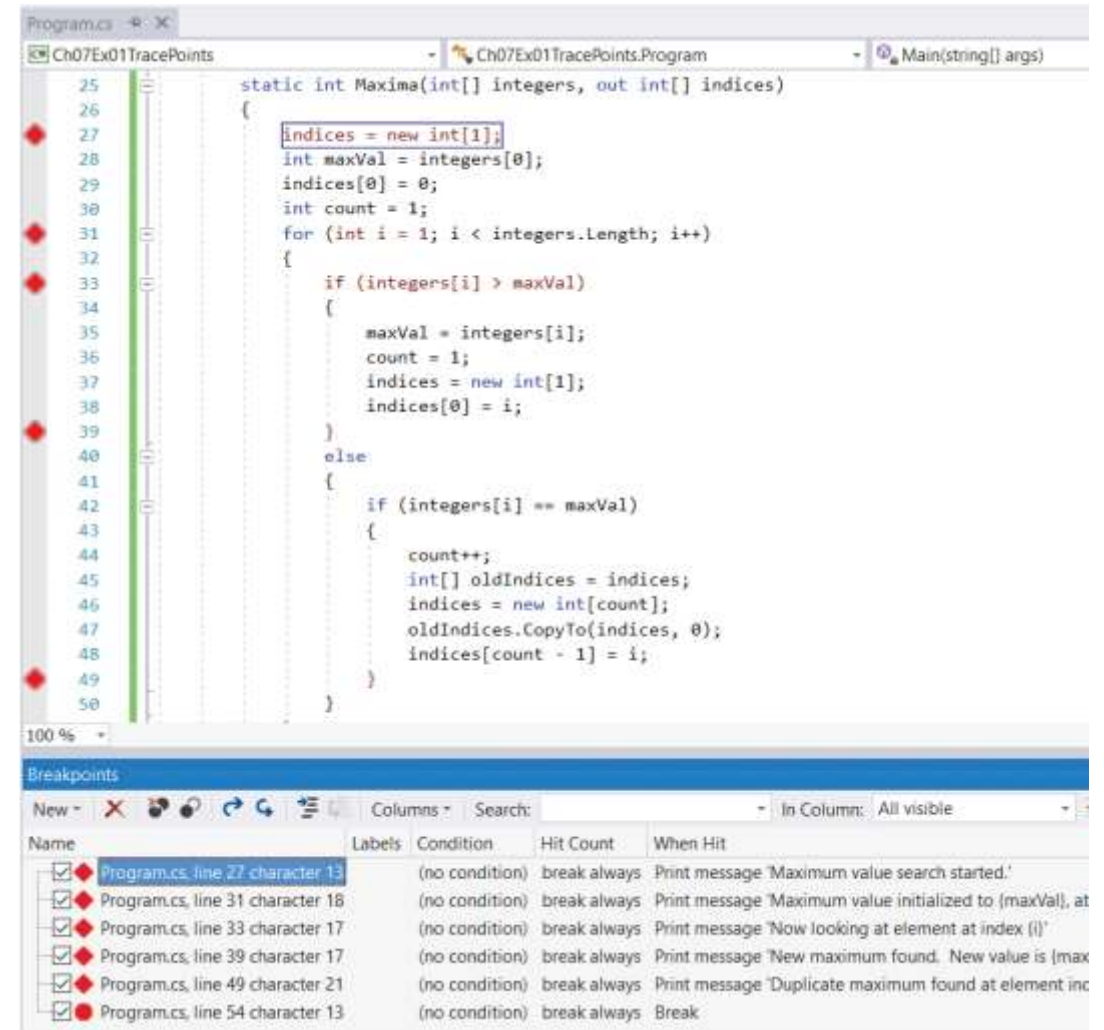 Program.cs
Ch07Ex01TracePoints Ch07Ex01TracePoints.Program Main(string[] args)
25 static int Maxima(int[] integers, out int[] indices)
26 {
27 indices = new int[1];
28 int maxVal = integers[0];
29 indices[0] = 0;
30 int count = 1;
31 for (int i = 1; i < integers.Length; i++)
32 {
33 if (integers[i] > maxVal)
34 {
35 maxVal = integers[i];
36 count = 1;
37 indices = new int[1];
38 indices[0] = i;
39 }
40 else
41 {
42 if (integers[i] == maxVal)
43 {
44 count++;
45 int[] oldIndices = indices;
46 indices = new int[count];
47 oldIndices.CopyTo(indices, 0);
48 indices[count - 1] = i;
49 }
50 }
100 %
Breakpoints
New Columns Search: In Column: All visible
Name Labels Condition Hit Count When Hit
Program.cs, line 27 character 13 (no condition) break always Print message 'Maximum value search started.'
Program.cs, line 31 character 18 (no condition) break always Print message 'Maximum value initialized to {maxVal}, at
Program.cs, line 33 character 17 (no condition) break always Print message 'Now looking at element at index {i}'
Program.cs, line 39 character 17 (no condition) break always Print message 'New maximum found. New value is {max
Program.cs, line 49 character 21 (no condition) break always Print message 'Duplicate maximum found at element inc
Program.cs, line 54 character 13 (no condition) break always Break